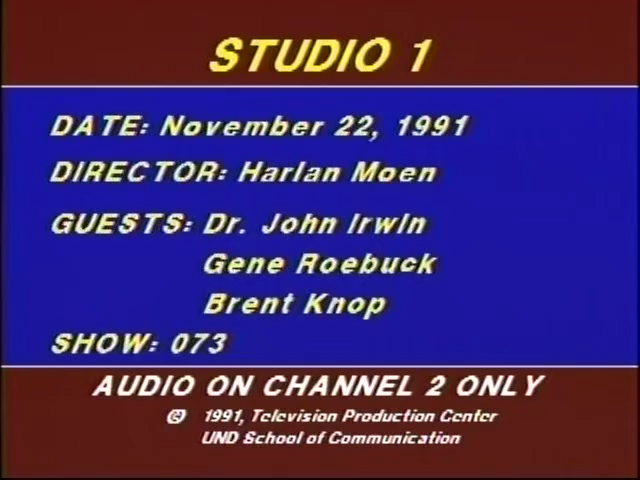 STUDIO 1
DATE: November 22, 1991
DIRECTOR: Harlan Moen
GUESTS: Dr. John Irwin
Gene Roebuck
Brent Knop
SHOW: 073
AUDIO ON CHANNEL 2 ONLY
© 1991, Television Production Center
UND School of Communication